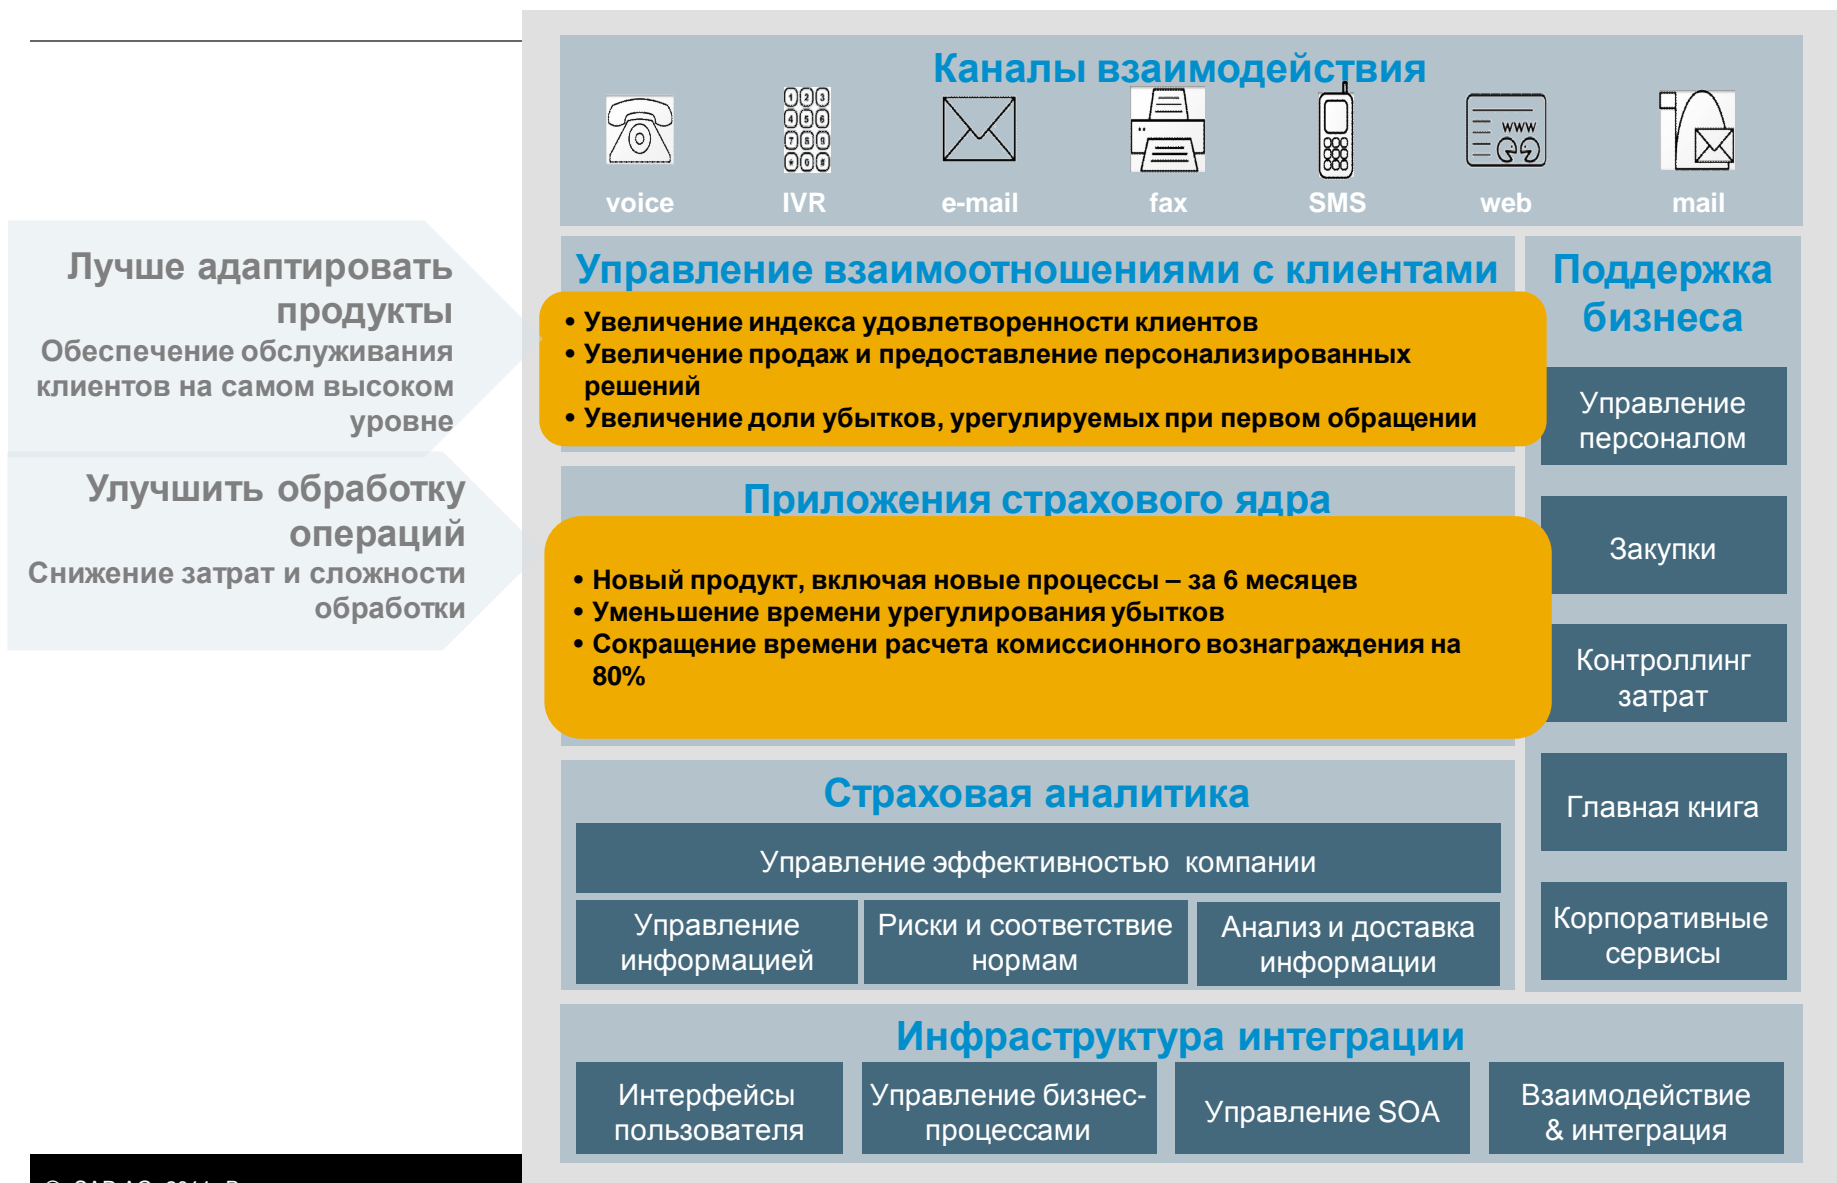 Каналы взаимодействия
voice IVR e-mail fax SMS web mail
www
Лучше адаптировать
продукты
Обеспечение обслуживания
клиентов на самом высоком
уровне
Улучшить обработку
операций
Снижение затрат и сложности
обработки
Управление взаимоотношениями с клиентами
• Увеличение индекса удовлетворенности клиентов
• Увеличение продаж и предоставление персонализированных
решений
• Увеличение доли убытков, урегулируемых при первом обращении
Приложения страхового ядра
• Новый продукт, включая новые процессы – за 6 месяцев
• Уменьшение времени урегулирования убытков
• Сокращение времени расчета комиссионного вознаграждения на
80%
Страховая аналитика
Управление эффективностью компании
Управление
информацией
Риски и соответствие
нормам
Анализ и доставка
информации
Поддержка
бизнеса
Управление
персоналом
Закупки
Контроллинг
затрат
Главная книга
Корпоративные
сервисы
Инфраструктура интеграции
Интерфейсы
пользователя
Управление бизнес-
процессами
Управление SOA
Взаимодействие
& интеграция